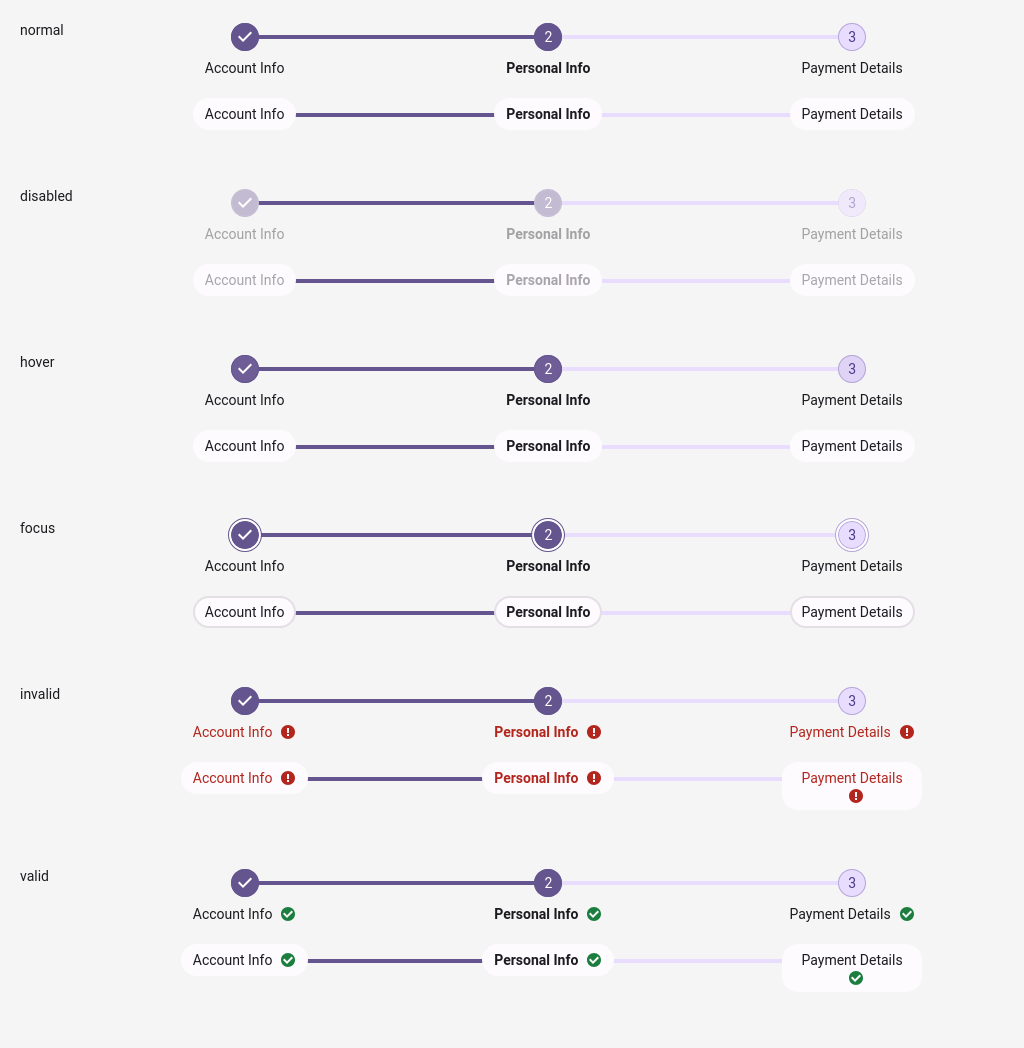 normal
2
3
Account Info
Personal Info
Payment Details
Account Info
Personal Info
Payment Details
disabled
2
3
Account Info
Personal Info
Payment Details
Account Info
Personal Info
Payment Details
hover
2
3
Account Info
Personal Info
Payment Details
Account Info
Personal Info
Payment Details
focus
2
3
Account Info
Personal Info
Payment Details
Account Info
Personal Info
Payment Details
invalid
2
3
Account Info
Personal Info
Payment Details
Account Info
Personal Info
Payment Details
valid
2
3
Account Info
Personal Info
Payment Details
Account Info
Personal Info
Payment Details